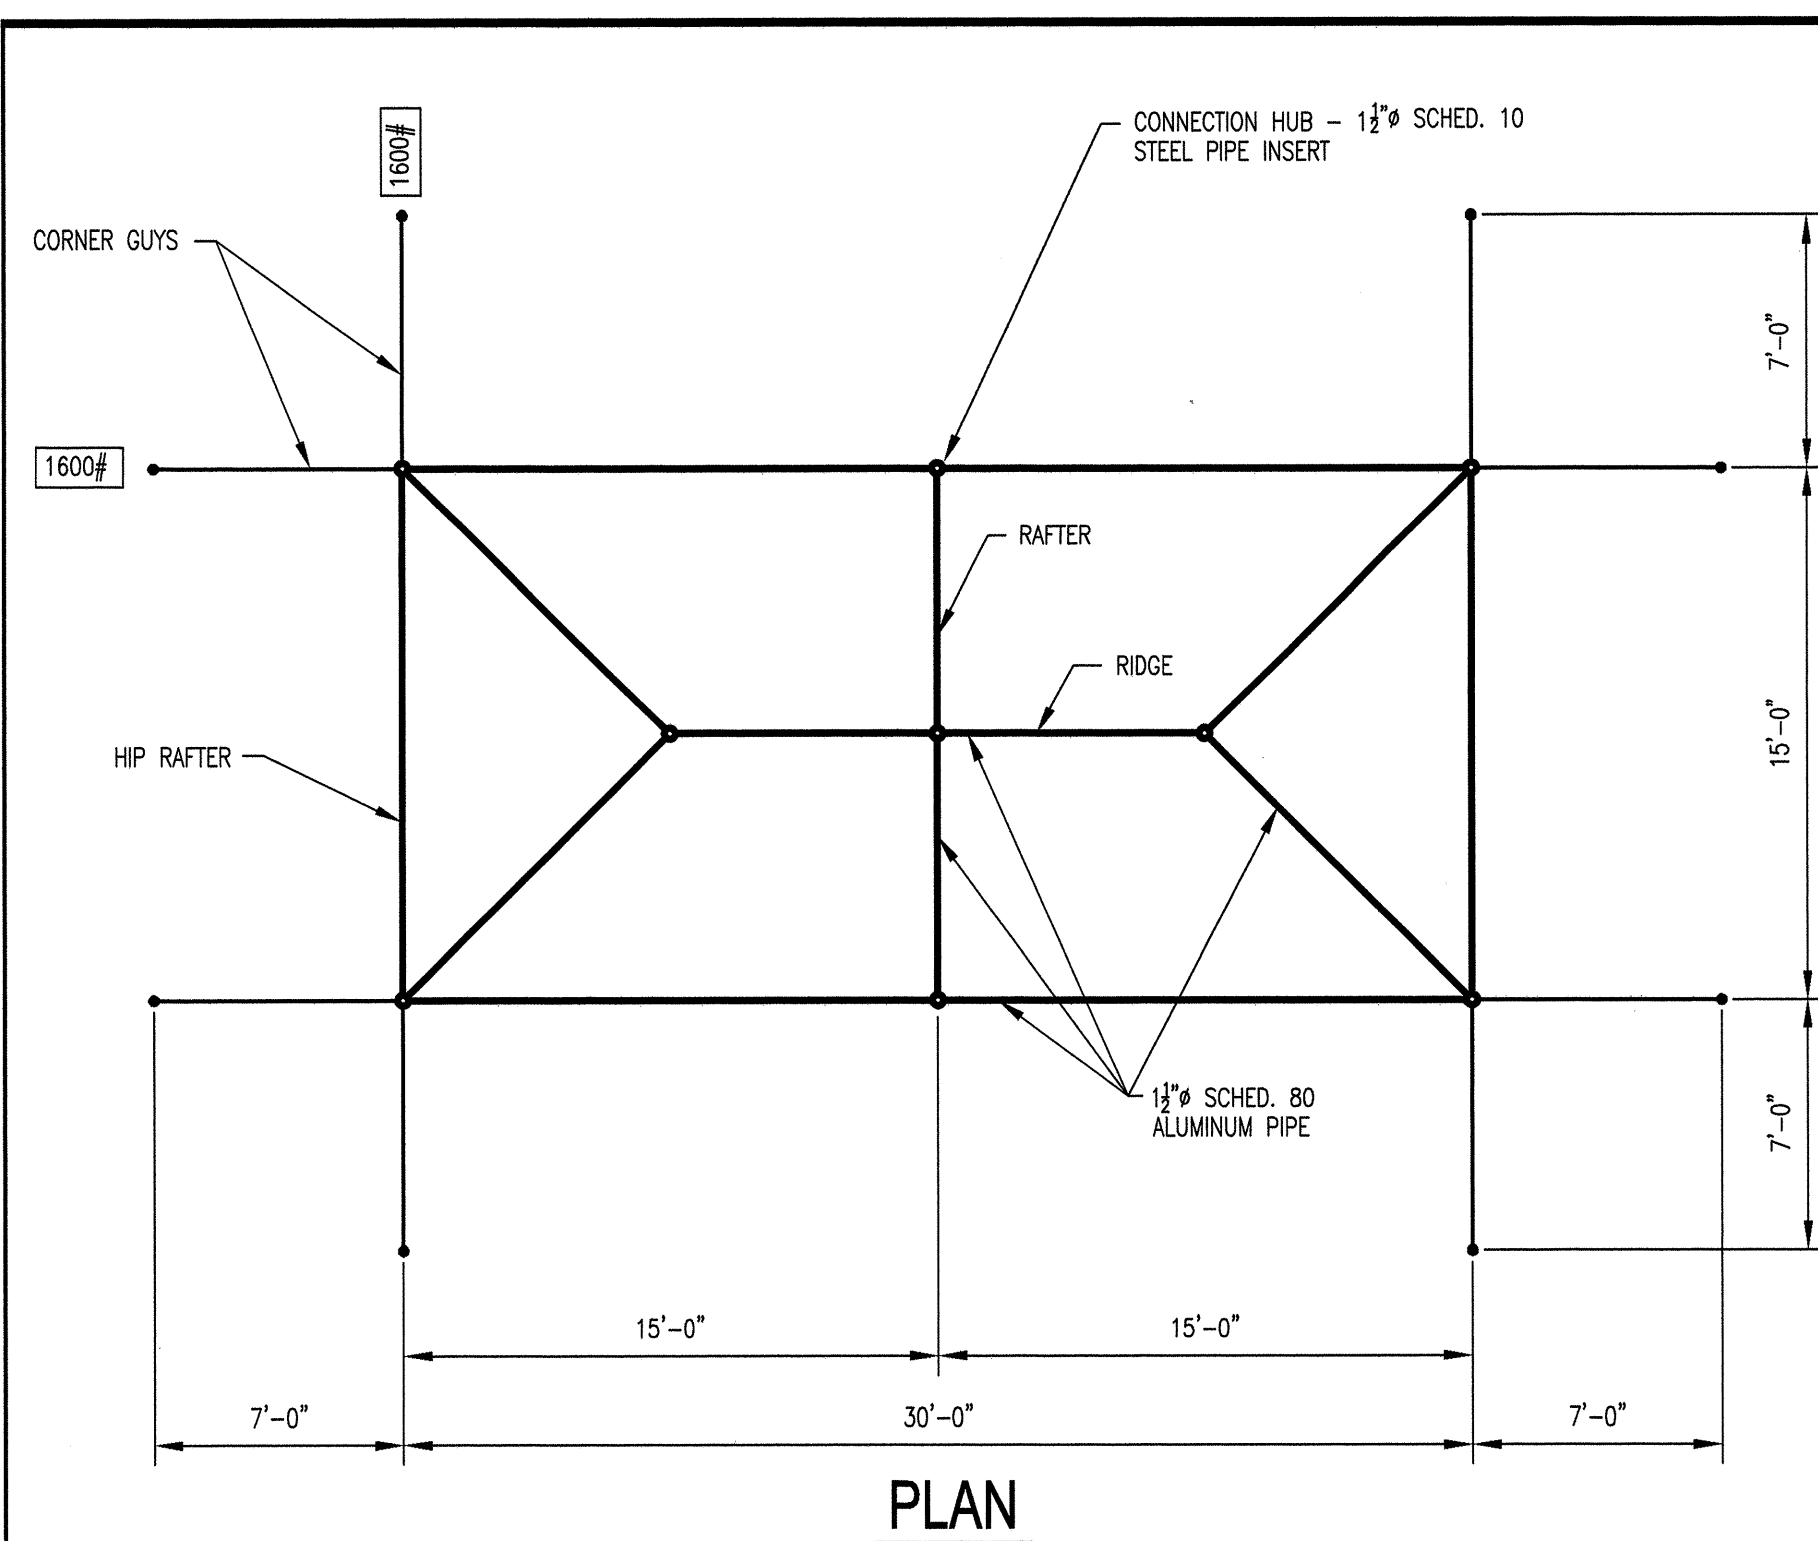 1600#
CONNECTION HUB – 1½"ø SCHED. 10
STEEL PIPE INSERT
CORNER GUYS
7'–0"
1600#
RAFTER
RIDGE
15'–0"
HIP RAFTER
1½"ø SCHED. 80
ALUMINUM PIPE
7'–0"
15'–0"
15'–0"
7'–0"
30'–0"
7'–0"
PLAN